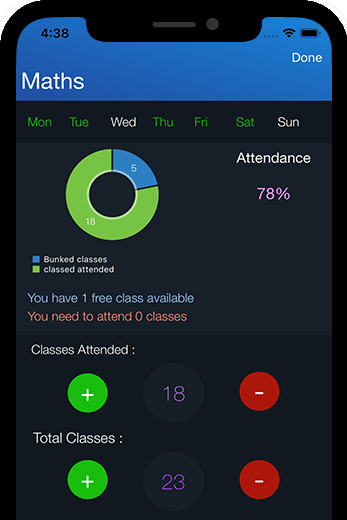 4:38
Done
Maths
Mon Tue Wed Thu Fri Sat Sun
Attendance
5
78%
18
Bunked classes
classed attended
You have 1 free class available
You need to attend 0 classes
Classes Attended :
+ 18 -
Total Classes :
+ 23 -